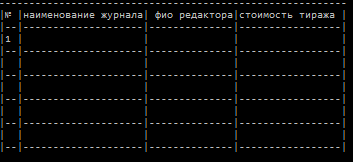 № наименование журнала фио редактора стоимость тиража
1